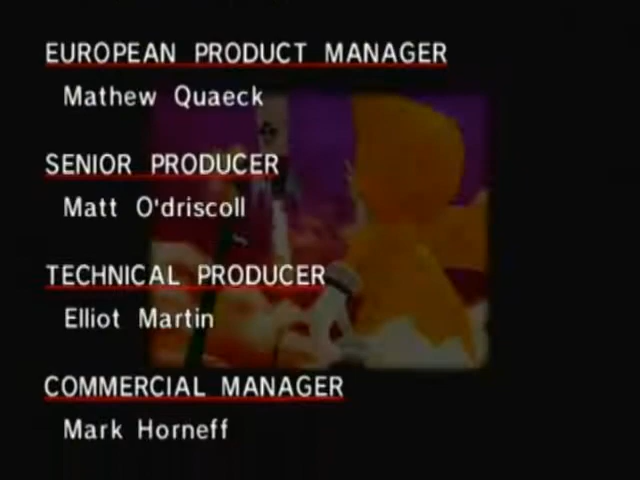 EUROPEAN PRODUCT MANAGER
Mathew Quaeck
SENIOR PRODUCER
Matt O'driscoll
TECHNICAL PRODUCER
Elliot Martin
COMMERCIAL MANAGER
Mark Horneff